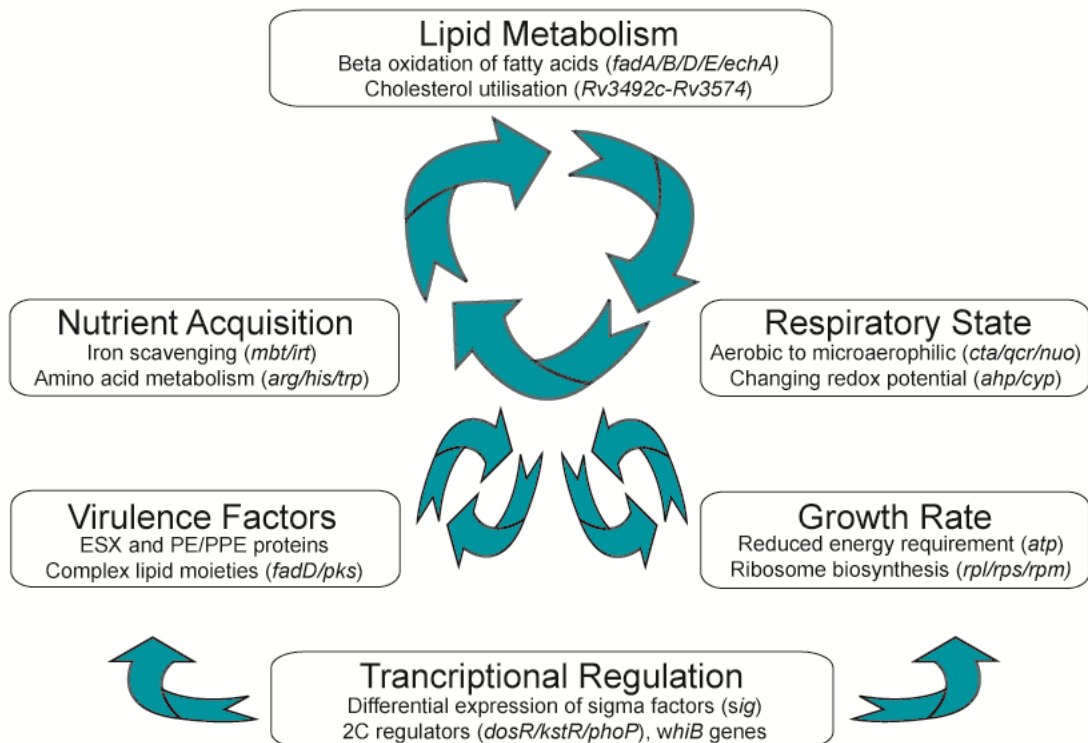 Lipid Metabolism
Beta oxidation of fatty acids (fadA/B/D/E/echA)
Cholesterol utilisation (Rv3492c-Rv3574)
Nutrient Acquisition
Iron scavenging (mbt/irt)
Amino acid metabolism (arg/his/trp)
Respiratory State
Aerobic to microaerophilic (cta/qcr/nuo)
Changing redox potential (ahp/cyp)
Virulence Factors
ESX and PE/PPE proteins
Complex lipid moieties (fadD/pks)
Growth Rate
Reduced energy requirement (atp)
Ribosome biosynthesis (rpl/rps/rpm)
Trancriptional Regulation
Differential expression of sigma factors (sig)
2C regulators (dosR/kstR/phoP), whiB genes